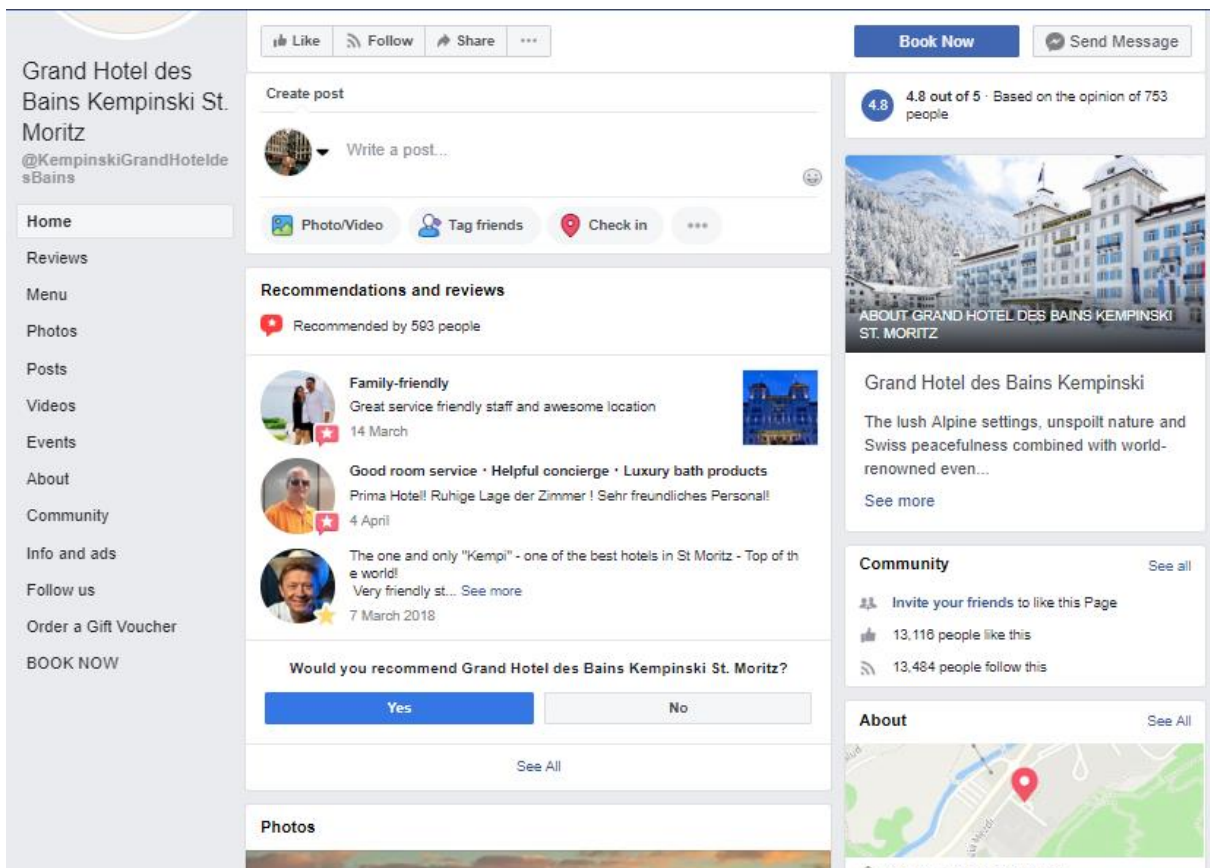 Grand Hotel des
Bains Kempinski St.
Moritz
@KempinskiGrandHotelde
sBains
Home
Reviews
Menu
Photos
Posts
Videos
Events
About
Community
Info and ads
Follow us
Order a Gift Voucher
BOOK NOW
Like
Follow
Share
Book Now
Send Message
Create post
Write a post...
Photo/Video
Tag friends
Check in
Recommendations and reviews
Recommended by 593 people
Family-friendly
Great service friendly staff and awesome location
14 March
Good room service · Helpful concierge · Luxury bath products
Prima Hotel! Ruhige Lage der Zimmer ! Sehr freundliches Personal!
4 April
The one and only "Kempi" - one of the best hotels in St Moritz - Top of th
e world!
Very friendly st... See more
7 March 2018
Would you recommend Grand Hotel des Bains Kempinski St. Moritz?
Yes
No
See All
Photos
4.8
4.8 out of 5 · Based on the opinion of 753
people
ABOUT GRAND HOTEL DES BAINS KEMPINSKI
ST. MORITZ
Grand Hotel des Bains Kempinski
The lush Alpine settings, unspoilt nature and
Swiss peacefulness combined with world-
renowned even...
See more
Community
See all
Invite your friends to like this Page
13,116 people like this
13,484 people follow this
About
See All